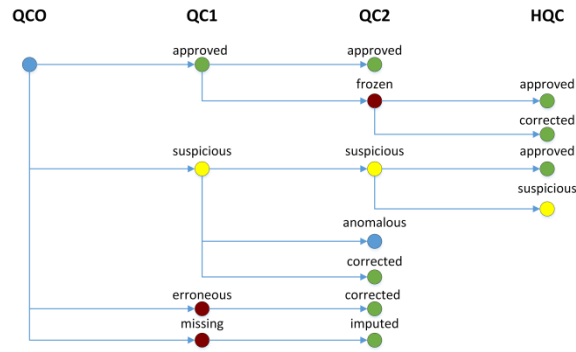 QCO QC1 QC2 HQC
approved approved
frozen approved
corrected
suspicious suspicious approved
suspicious
anomalous
corrected
erroneous corrected
missing imputed